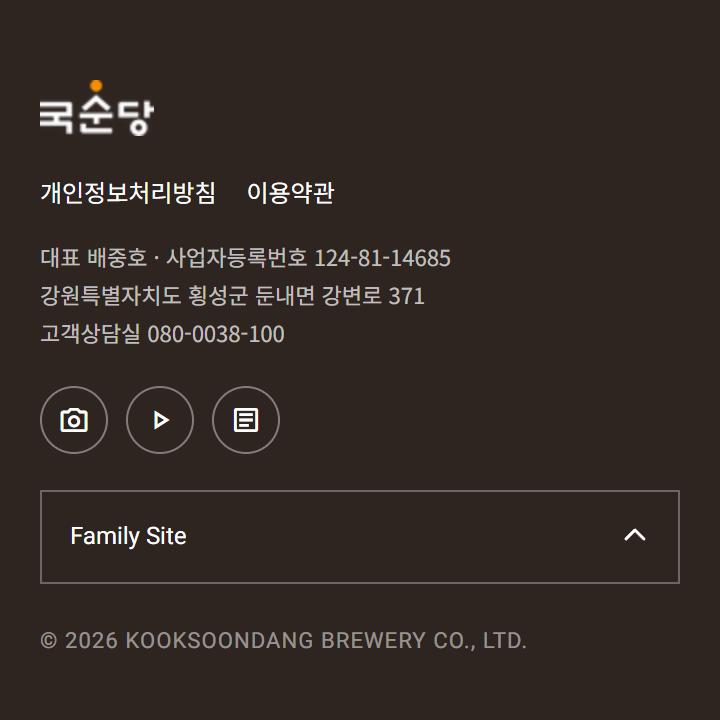 국순당
개인정보처리방침 이용약관
대표 배중호 · 사업자등록번호 124-81-14685
강원특별자치도 횡성군 둔내면 강변로 371
고객상담실 080-0038-100
Family Site
© 2026 KOOKSOONDANG BREWERY CO., LTD.